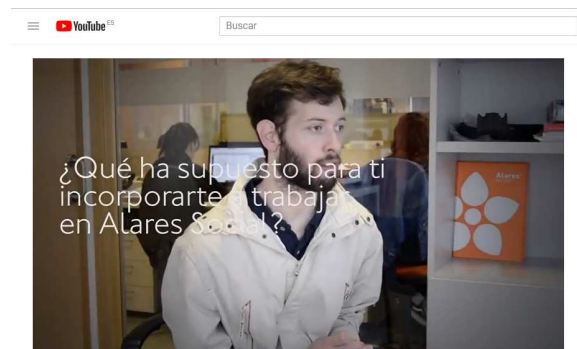 YouTube ES
Buscar
¿Qué ha supuesto para ti
incorporarte a trabajar
en Alares Social?
Alares